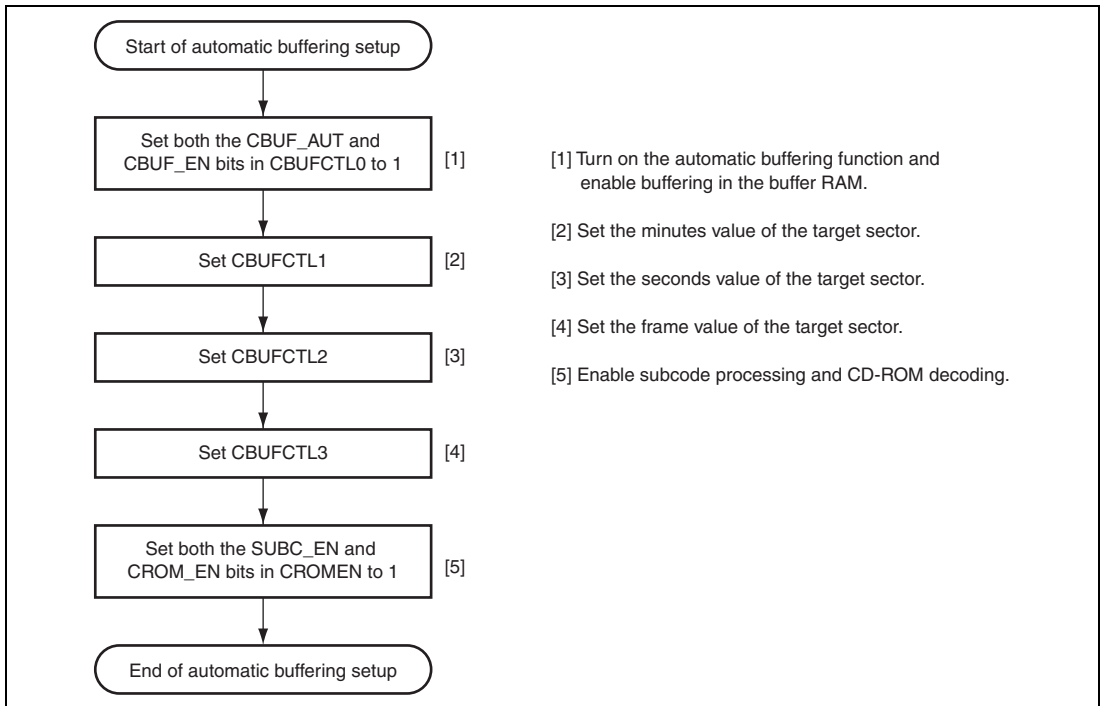 Start of automatic buffering setup
Set both the CBUF_AUT and
CBUF_EN bits in CBUFCTL0 to 1
[1]
Set CBUFCTL1
[2]
Set CBUFCTL2
[3]
Set CBUFCTL3
[4]
Set both the SUBC_EN and
CROM_EN bits in CROMEN to 1
[5]
End of automatic buffering setup
[1] Turn on the automatic buffering function and
enable buffering in the buffer RAM.
[2] Set the minutes value of the target sector.
[3] Set the seconds value of the target sector.
[4] Set the frame value of the target sector.
[5] Enable subcode processing and CD-ROM decoding.